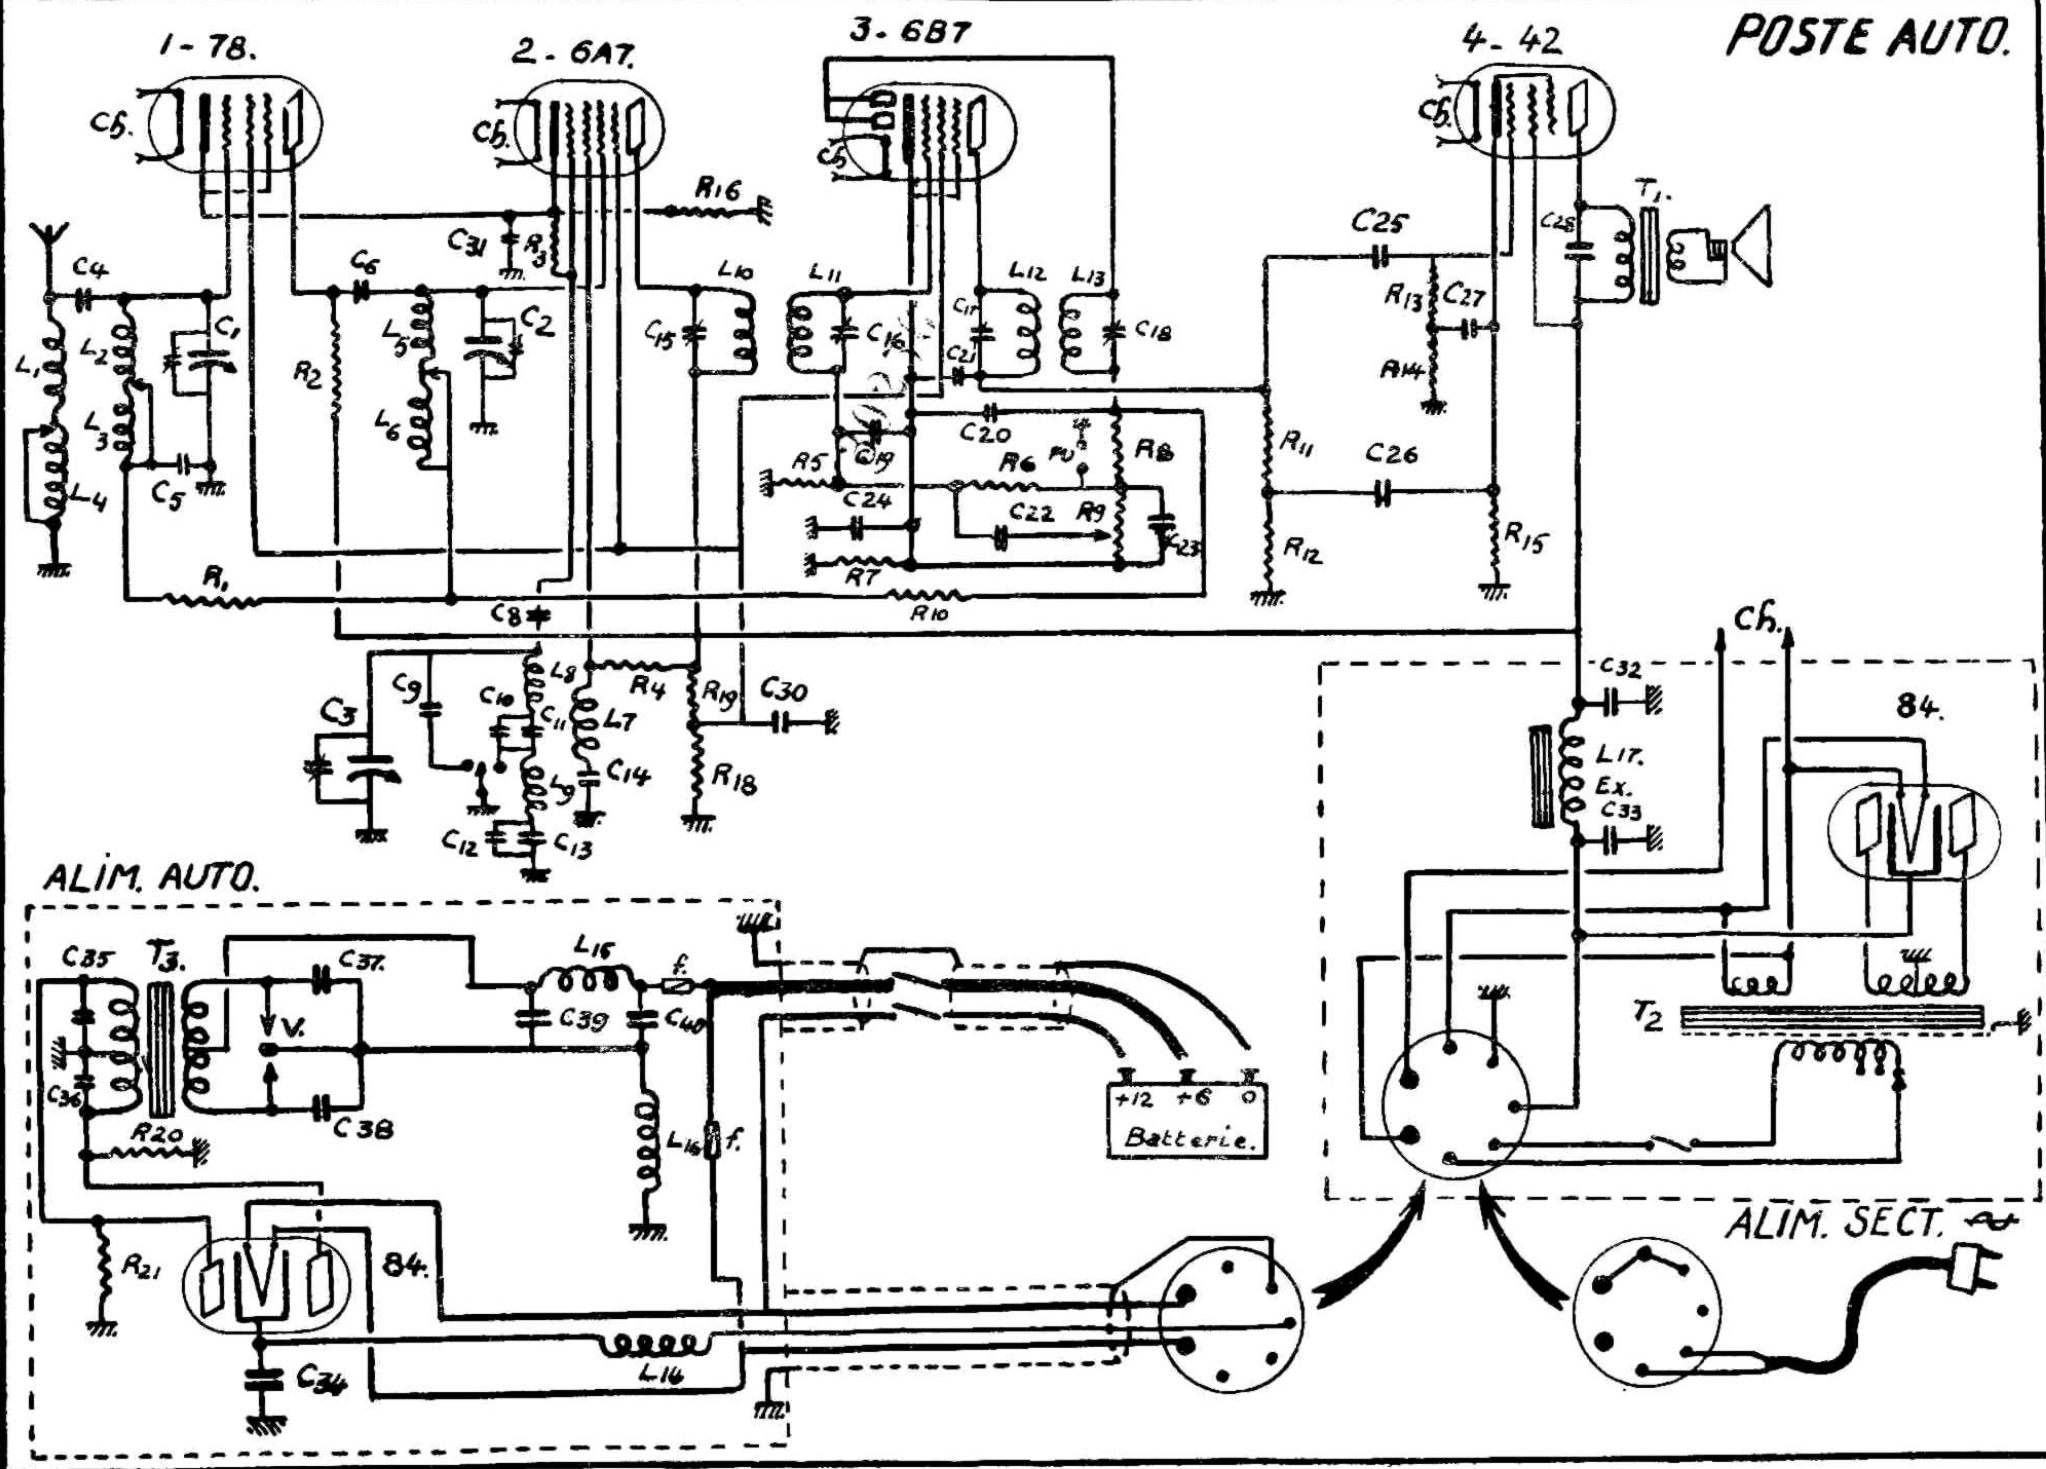 POSTE AUTO.
1-78.
2-6A7.
3-6B7
4-42
Ch.
Ch.
Ch
Ch.
R16
T1.
C31
R3
C25
C28
C4
C6
L10
L11
L12
L13
C1
C2
C15
C16
C17
C18
R13
C27
L1
L2
L5
R2
C21
R14
L3
L6
C20
PU
R8
R11
C26
L4
C5
R5
C19
R6
C24
C22
R9
C23
R12
R15
R7
R1
R10
C8
Ch.
C9
L8
R4
R19
C30
C32
C3
C10
C11
L7
84.
L17.
Ex.
C14
R18
L9
C33
C12
C13
ALIM. AUTO.
C35
T3.
C37.
L15
f.
V.
C39
C40
T2
C36
+12 +6 0
R20
C38
L16
f.
Batterie.
ALIM. SECT.
R21
84.
C34
L14